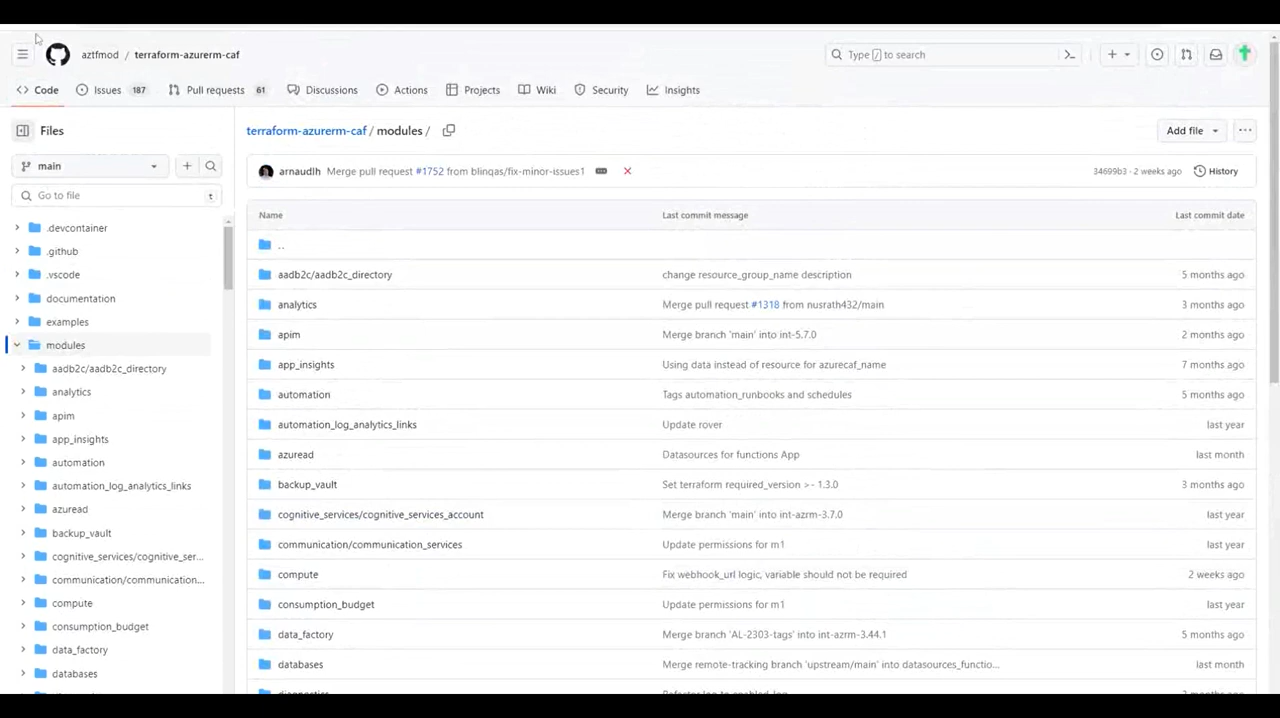 aztfmod / terraform-azurerm-caf
Type / to search
Code Issues 187 Pull requests 61 Discussions Actions Projects Wiki Security Insights
Files
main
Go to file t
.devcontainer
.github
.vscode
documentation
examples
modules
aadb2c/aadb2c_directory
analytics
apim
app_insights
automation
automation_log_analytics_links
azuread
backup_vault
cognitive_services/cognitive_ser...
communication/communication...
compute
consumption_budget
data_factory
databases
terraform-azurerm-caf / modules /
Add file
arnaudlh Merge pull request #1752 from blinqas/fix-minor-issues1
34699b3 · 2 weeks ago History
Name Last commit message Last commit date
..
aadb2c/aadb2c_directory change resource_group_name description 5 months ago
analytics Merge pull request #1318 from nusrath432/main 3 months ago
apim Merge branch 'main' into int-5.7.0 2 months ago
app_insights Using data instead of resource for azurecaf_name 7 months ago
automation Tags automation_runbooks and schedules 5 months ago
automation_log_analytics_links Update rover last year
azuread Datasources for functions App last month
backup_vault Set terraform required_version >- 1.3.0 3 months ago
cognitive_services/cognitive_services_account Merge branch 'main' into int-azrm-3.7.0 last year
communication/communication_services Update permissions for m1 last year
compute Fix webhook_url logic, variable should not be required 2 weeks ago
consumption_budget Update permissions for m1 last year
data_factory Merge branch 'AL-2303-tags' into int-azrm-3.44.1 5 months ago
databases Merge remote-tracking branch 'upstream/main' into datasources_functio... last month